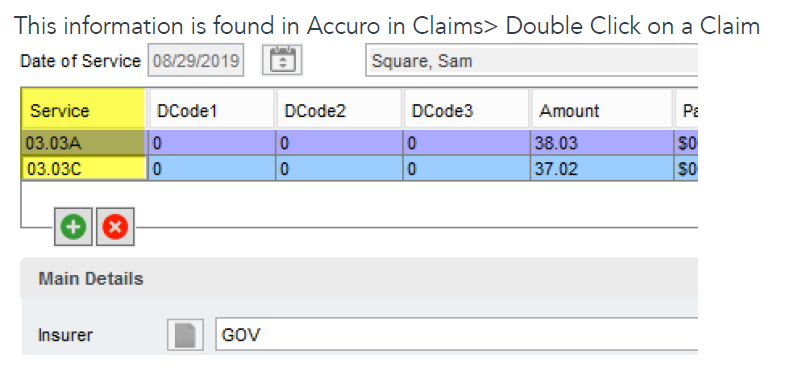 This information is found in Accuro in Claims> Double Click on a Claim
Date of Service 08/29/2019 Square, Sam
Service DCode1 DCode2 DCode3 Amount
03.03A 0 0 0 38.03 $0
03.03C 0 0 0 37.02 $0
Main Details
Insurer GOV